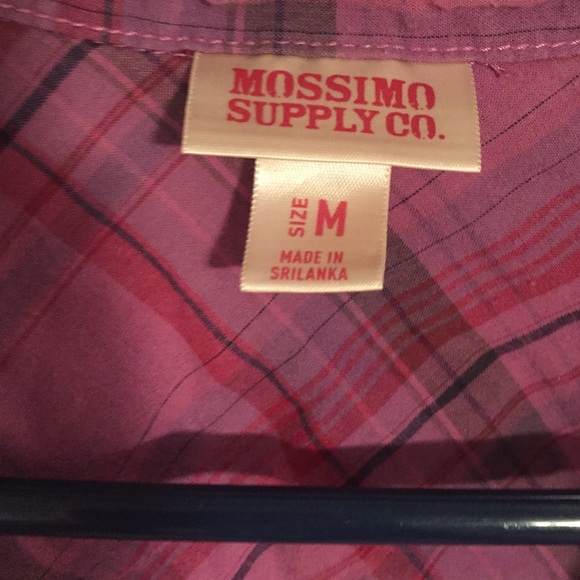 MOSSIMO
SUPPLY CO.
SIZE M
MADE IN
SRILANKA